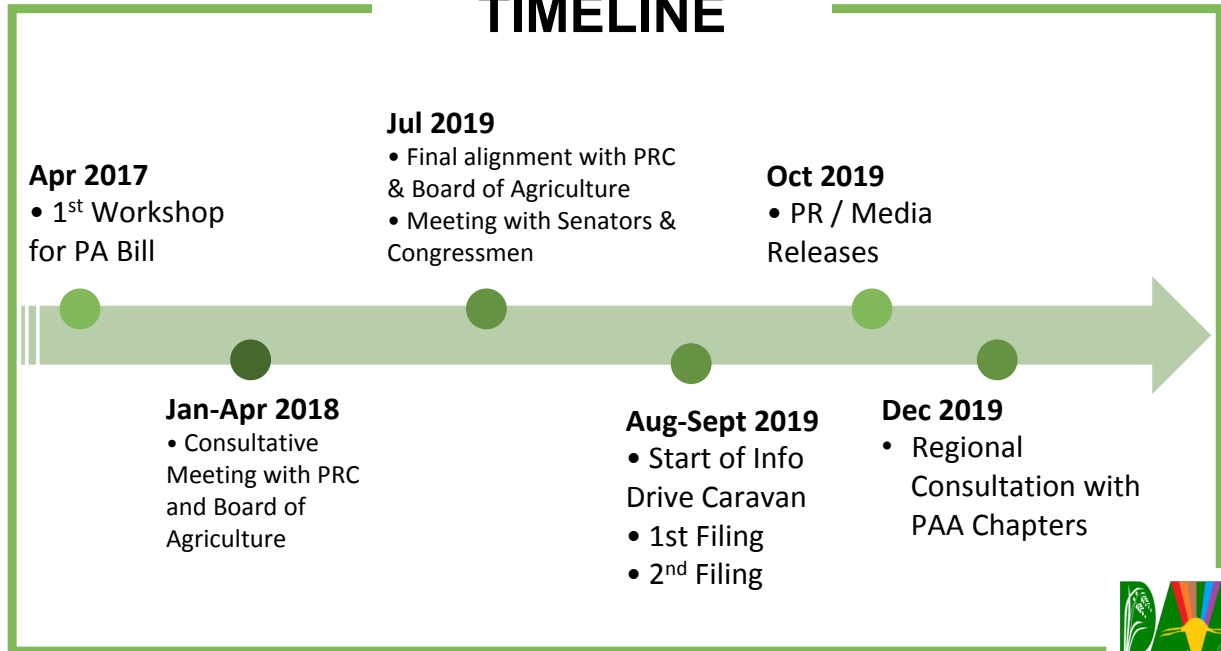 TIMELINE
Apr 2017
• 1st Workshop
for PA Bill
Jan-Apr 2018
• Consultative
Meeting with PRC
and Board of
Agriculture
Jul 2019
• Final alignment with PRC
& Board of Agriculture
• Meeting with Senators &
Congressmen
Aug-Sept 2019
• Start of Info
Drive Caravan
• 1st Filing
• 2nd Filing
Oct 2019
• PR / Media
Releases
Dec 2019
• Regional
Consultation with
PAA Chapters